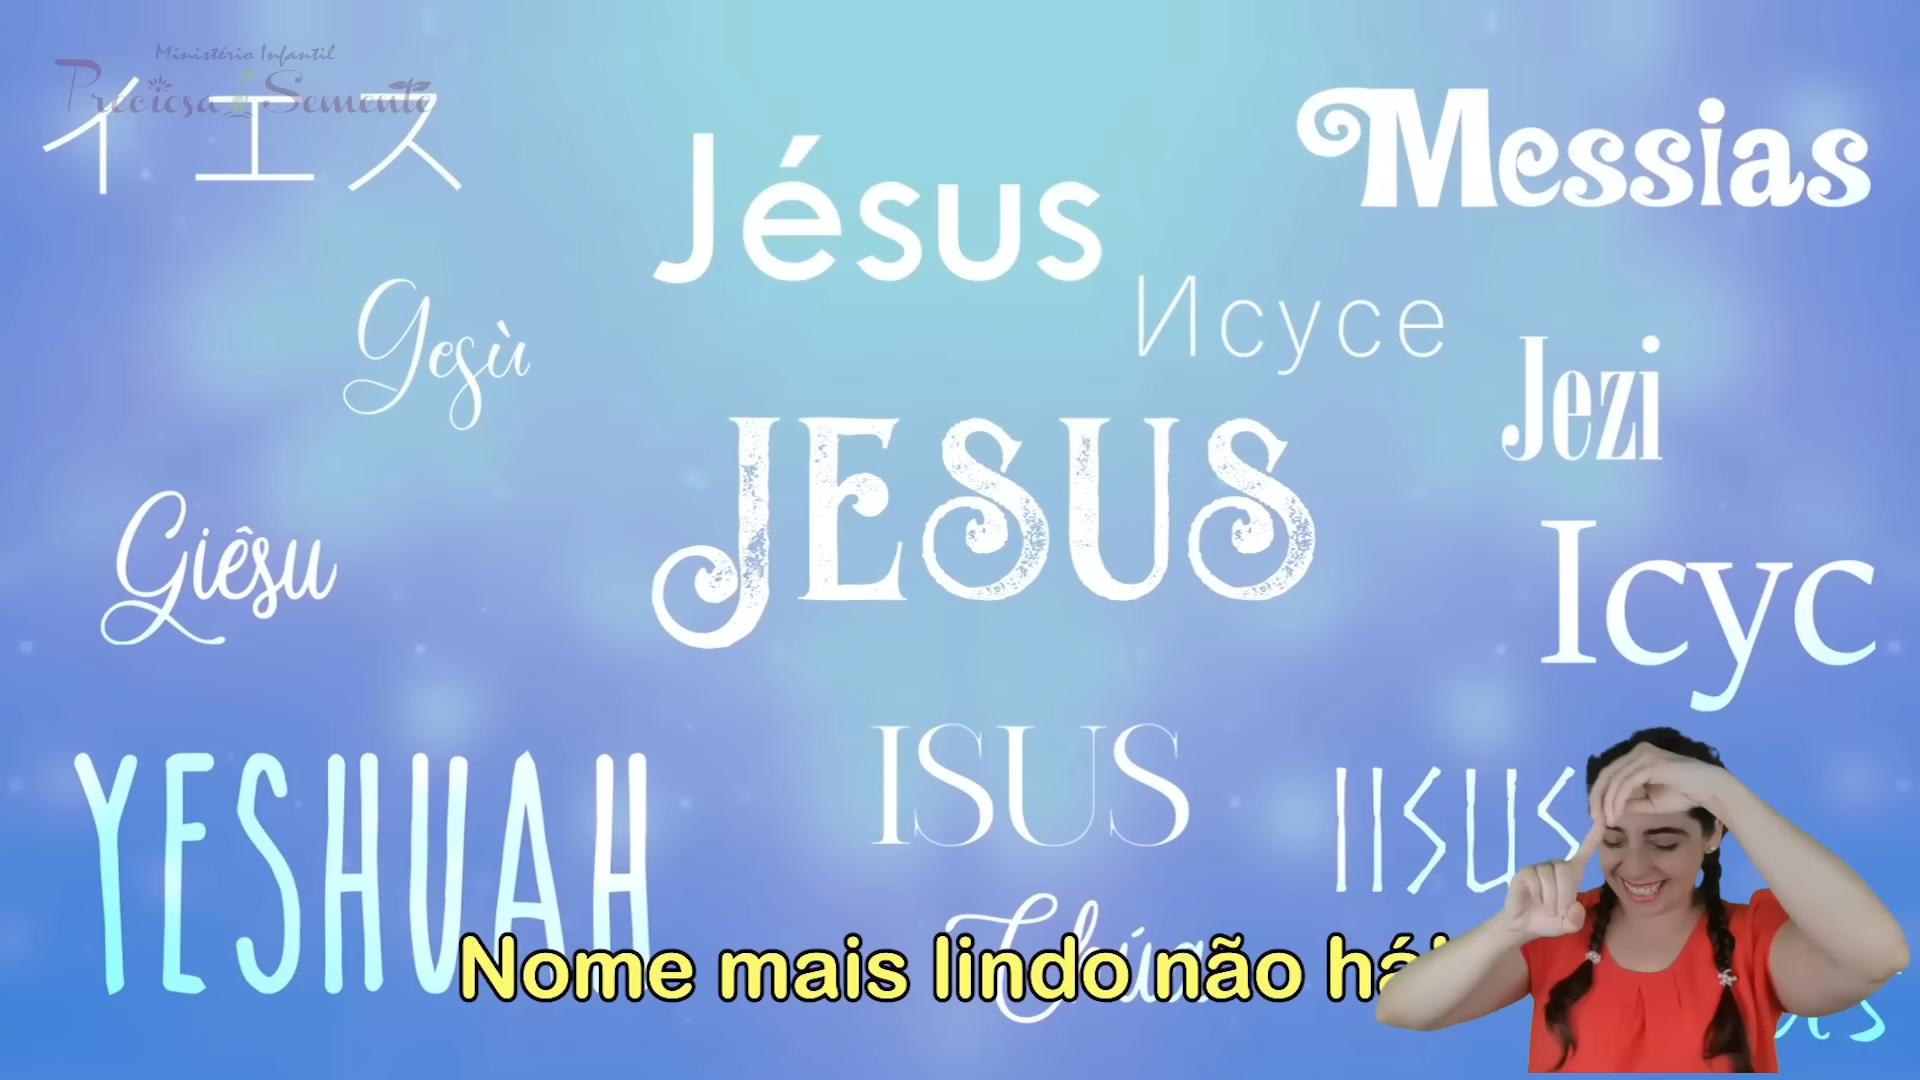 Ministério Infantil
Preciosa Semente
イエス
Jésus
Messias
Gesù
Исусе
Jezi
JESUS
Giêsu
Ісус
YESHUAH
ISUS
IISUS
Nome mais lindo não há!